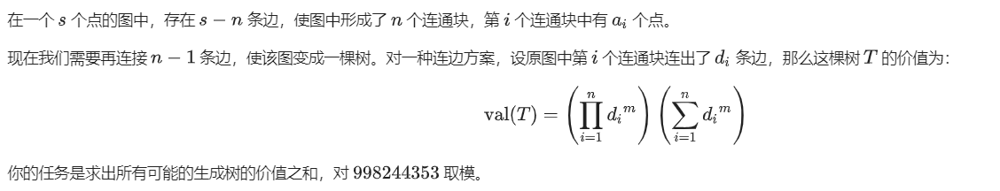 在一个 $s$ 个点的图中，存在 $s-n$ 条边，使图中形成了 $n$ 个连通块，第 $i$ 个连通块中有 $a_i$ 个点。
现在我们需要再连接 $n-1$ 条边，使该图变成一棵树。对一种连边方案，设原图中第 $i$ 个连通块连出了 $d_i$ 条边，那么这棵树 $T$ 的价值为：
$$\mathrm{val}(T)=\left(\prod_{i=1}^{n} {d_i}^m\right)\left(\sum_{i=1}^{n} {d_i}^m\right)$$
你的任务是求出所有可能的生成树的价值之和，对 $998244353$ 取模。